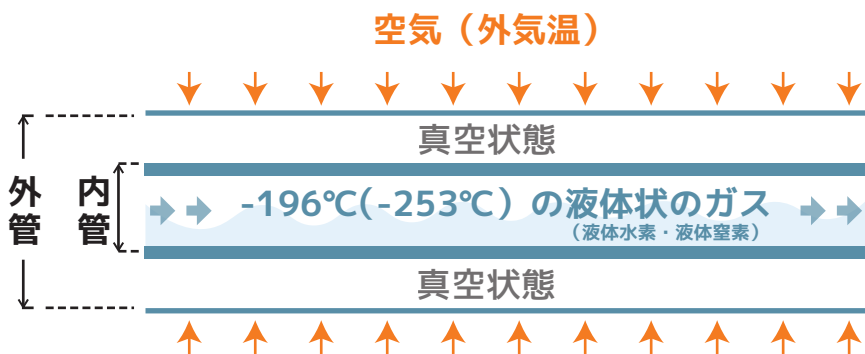 空気（外気温）
真空状態
外管
内管
-196℃(-253℃）の液体状のガス
（液体水素・液体窒素）
真空状態